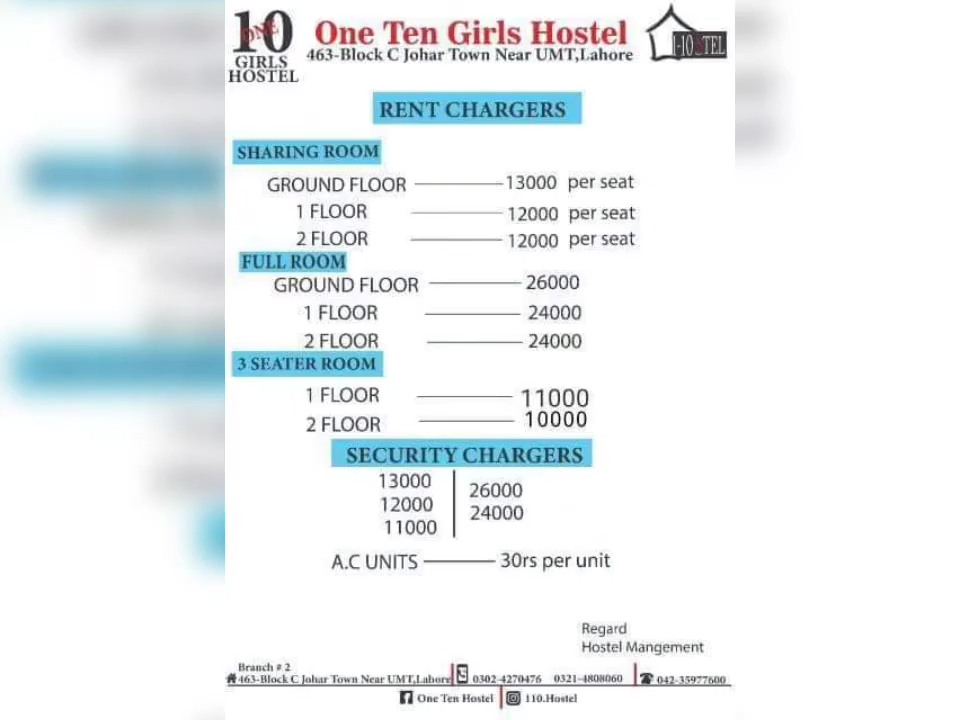 10
ONE
GIRLS
HOSTEL
One Ten Girls Hostel
463-Block C Johar Town Near UMT,Lahore
1-10STEL
RENT CHARGERS
SHARING ROOM
GROUND FLOOR 13000 per seat
1 FLOOR 12000 per seat
2 FLOOR 12000 per seat
FULL ROOM
GROUND FLOOR 26000
1 FLOOR 24000
2 FLOOR 24000
3 SEATER ROOM
1 FLOOR 11000
2 FLOOR 10000
SECURITY CHARGERS
13000
12000
11000
26000
24000
A.C UNITS 30rs per unit
Regard
Hostel Mangement
Branch # 2
463-Block C Johar Town Near UMT,Lahore 0302-4270476 0321-4808060 042-35977600
One Ten Hostel 110.Hostel